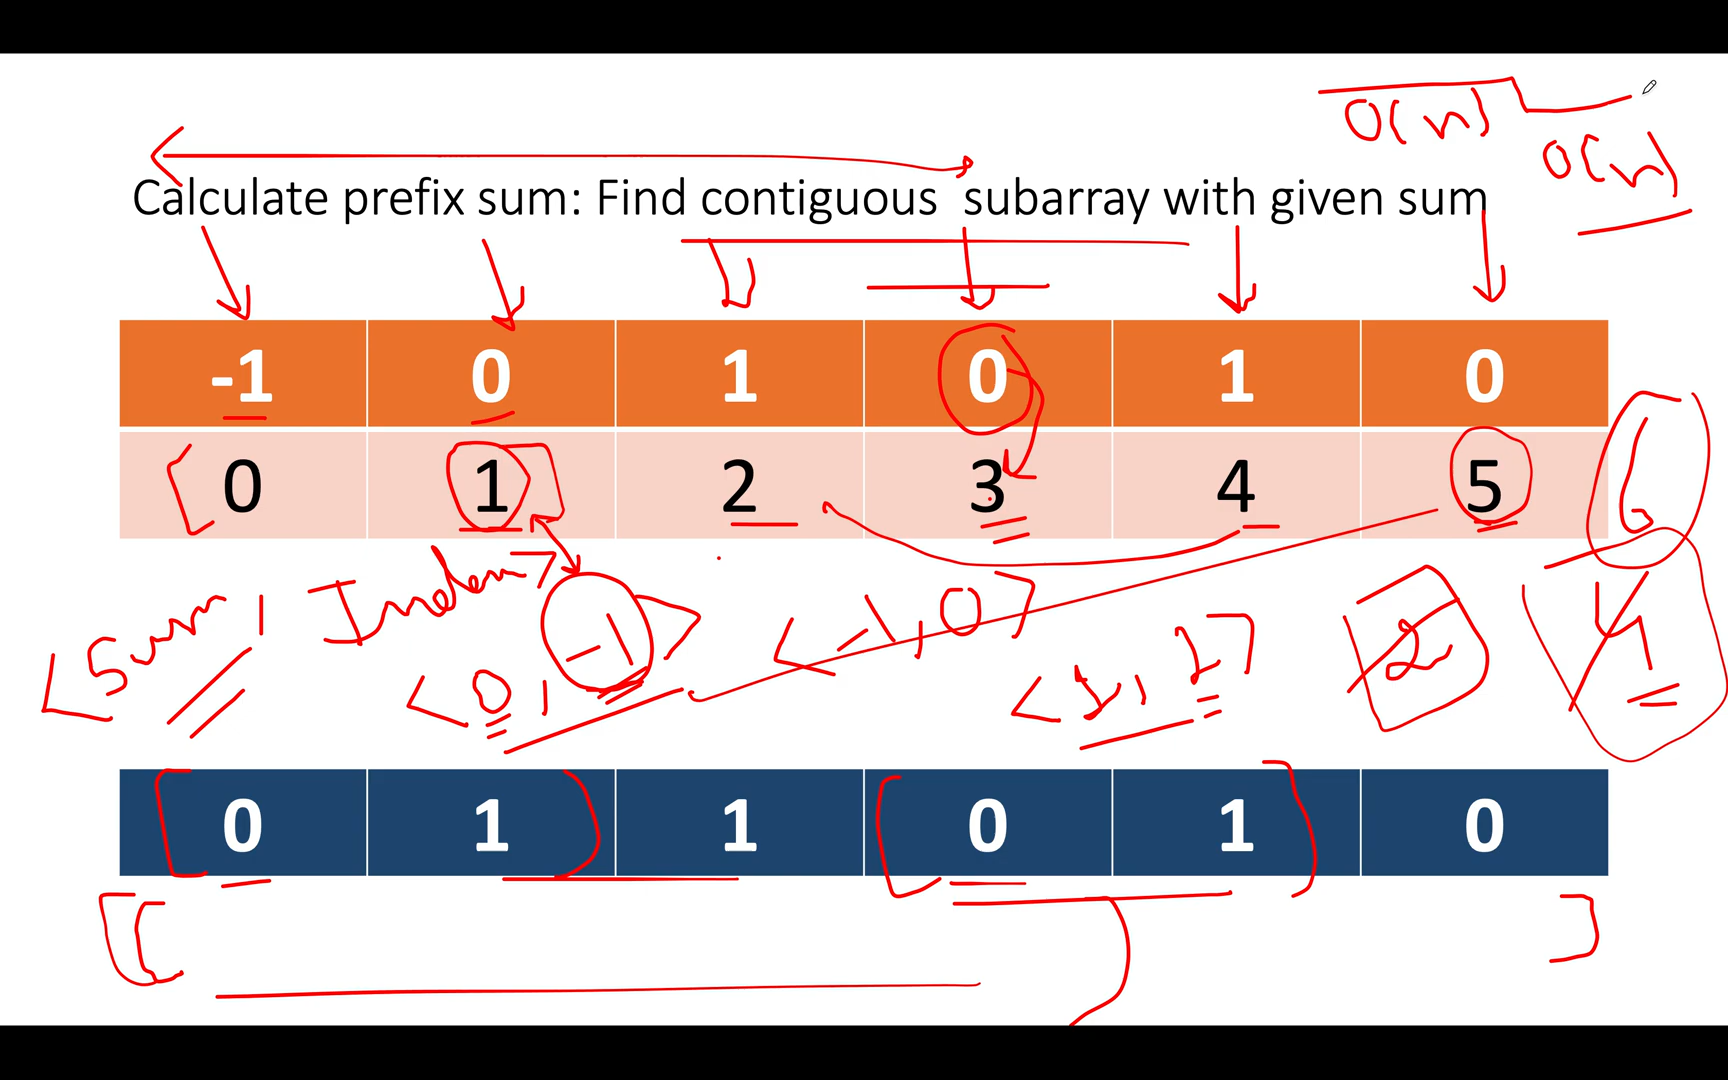 O(n)
O(n)
Calculate prefix sum: Find contiguous subarray with given sum
-1 0 1 0 1 0
0 1 2 3 4 5 6
[Sum, Index]
<0, -1> <-1, 0> <1, 2> 2 4
0 1 1 0 1 0